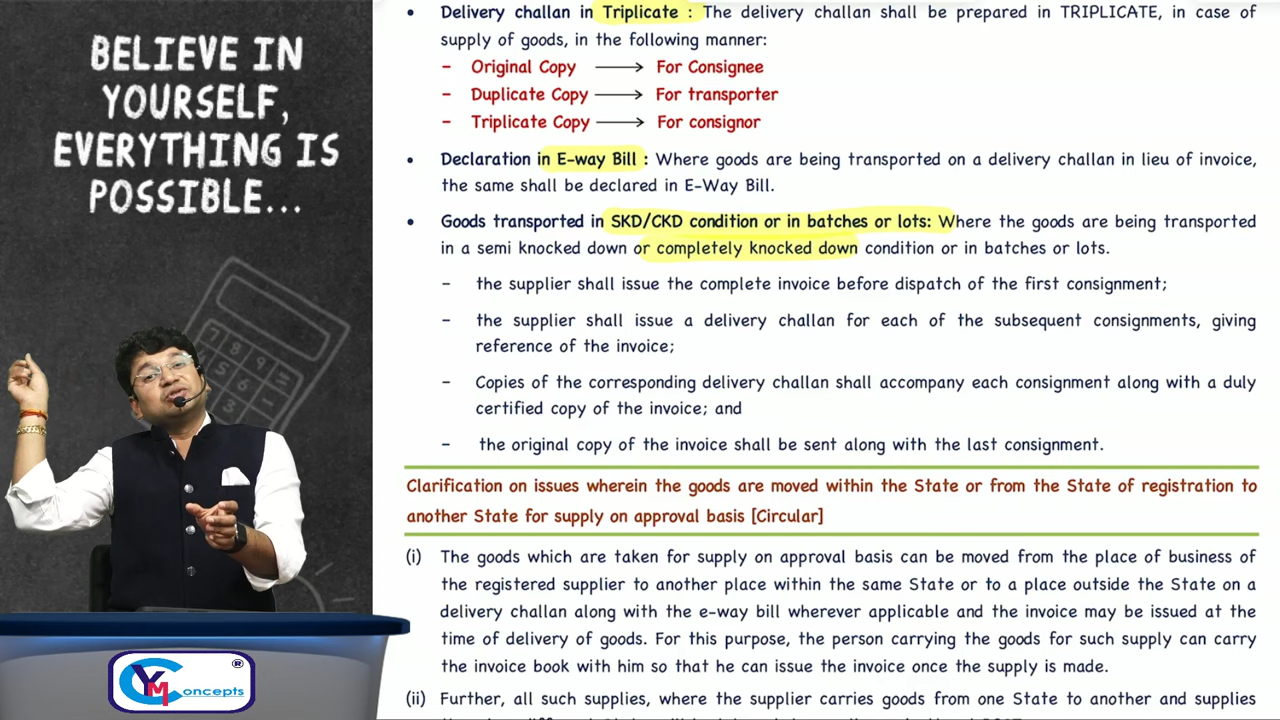 BELIEVE IN
YOURSELF,
EVERYTHING IS
POSSIBLE...
YMC
oncepts
®
• Delivery challan in Triplicate : The delivery challan shall be prepared in TRIPLICATE, in case of
supply of goods, in the following manner:
- Original Copy → For Consignee
- Duplicate Copy → For transporter
- Triplicate Copy → For consignor
• Declaration in E-way Bill : Where goods are being transported on a delivery challan in lieu of invoice,
the same shall be declared in E-Way Bill.
• Goods transported in SKD/CKD condition or in batches or lots: Where the goods are being transported
in a semi knocked down or completely knocked down condition or in batches or lots.
- the supplier shall issue the complete invoice before dispatch of the first consignment;
- the supplier shall issue a delivery challan for each of the subsequent consignments, giving
reference of the invoice;
- Copies of the corresponding delivery challan shall accompany each consignment along with a duly
certified copy of the invoice; and
- the original copy of the invoice shall be sent along with the last consignment.
Clarification on issues wherein the goods are moved within the State or from the State of registration to
another State for supply on approval basis [Circular]
(i) The goods which are taken for supply on approval basis can be moved from the place of business of
the registered supplier to another place within the same State or to a place outside the State on a
delivery challan along with the e-way bill wherever applicable and the invoice may be issued at the
time of delivery of goods. For this purpose, the person carrying the goods for such supply can carry
the invoice book with him so that he can issue the invoice once the supply is made.
(ii) Further, all such supplies, where the supplier carries goods from one State to another and supplies